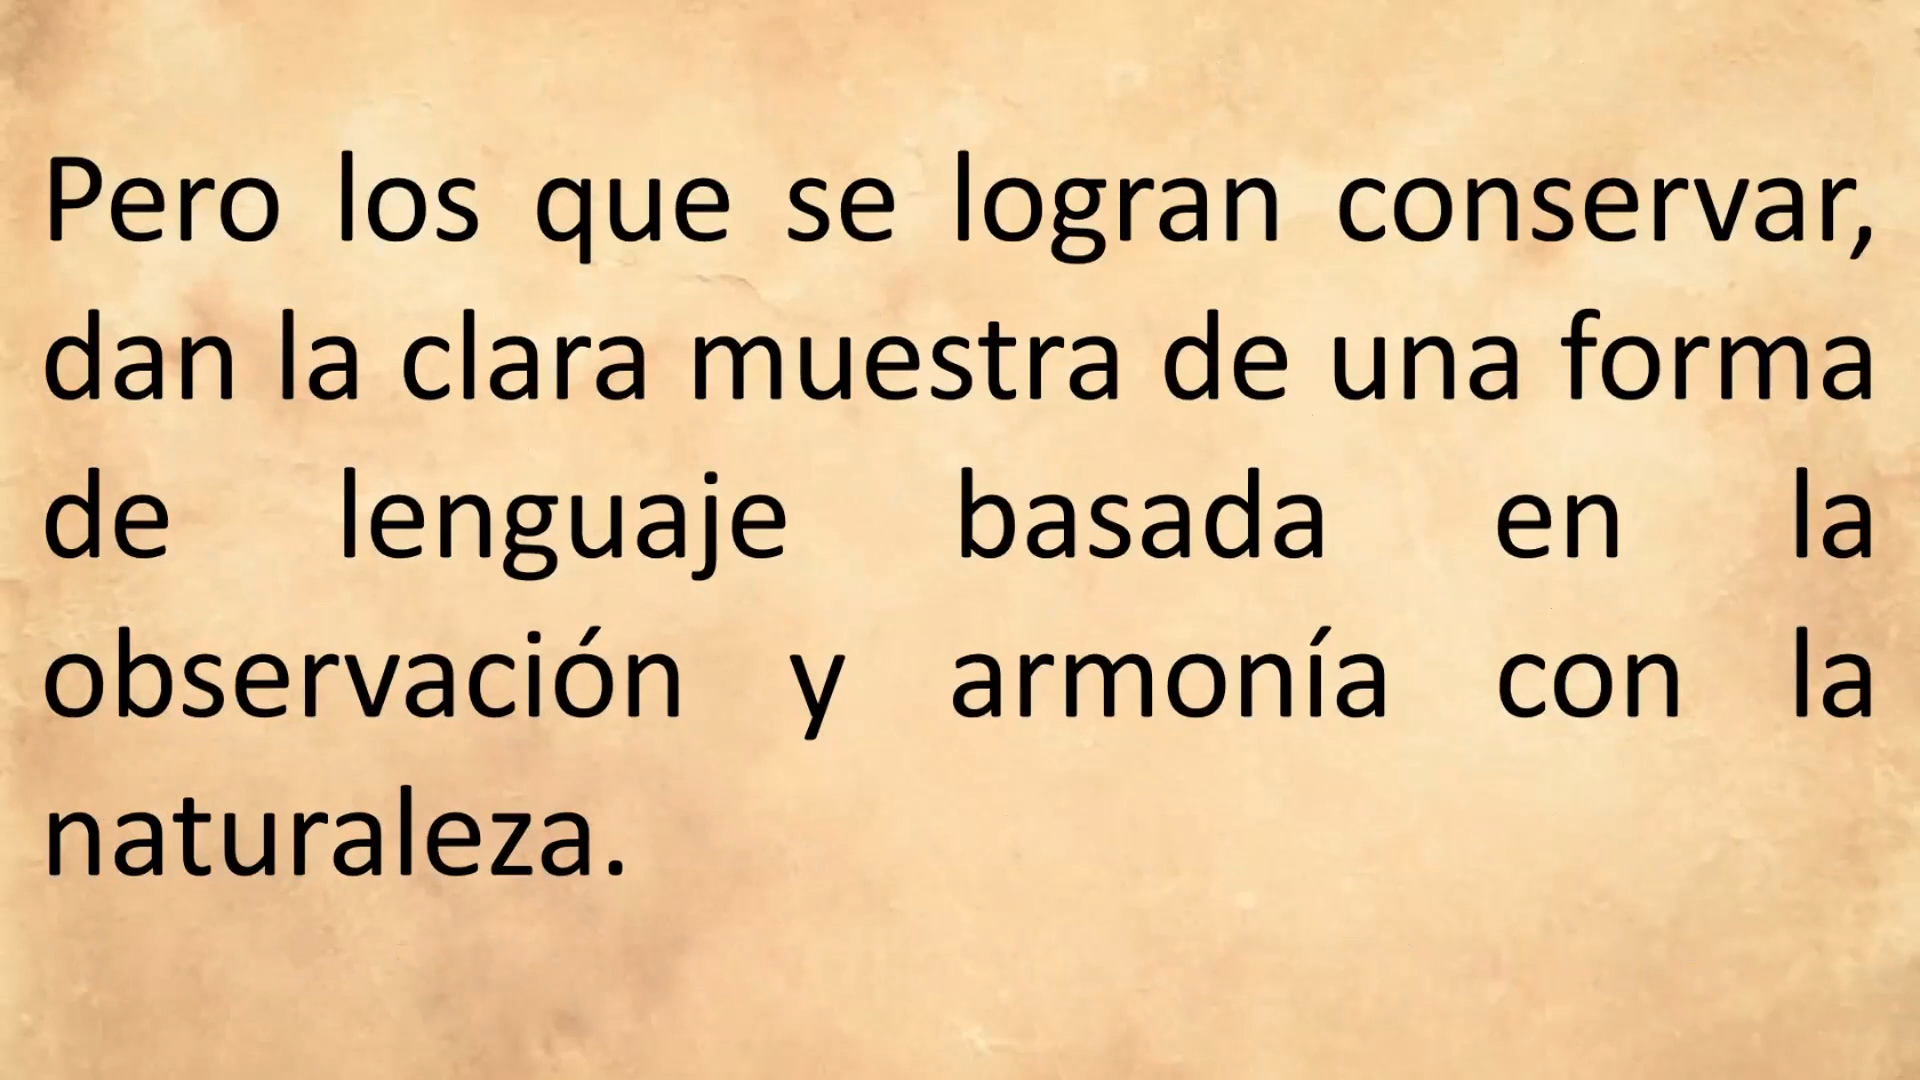 Pero los que se logran conservar,
dan la clara muestra de una forma
de lenguaje basada en la
observación y armonía con la
naturaleza.